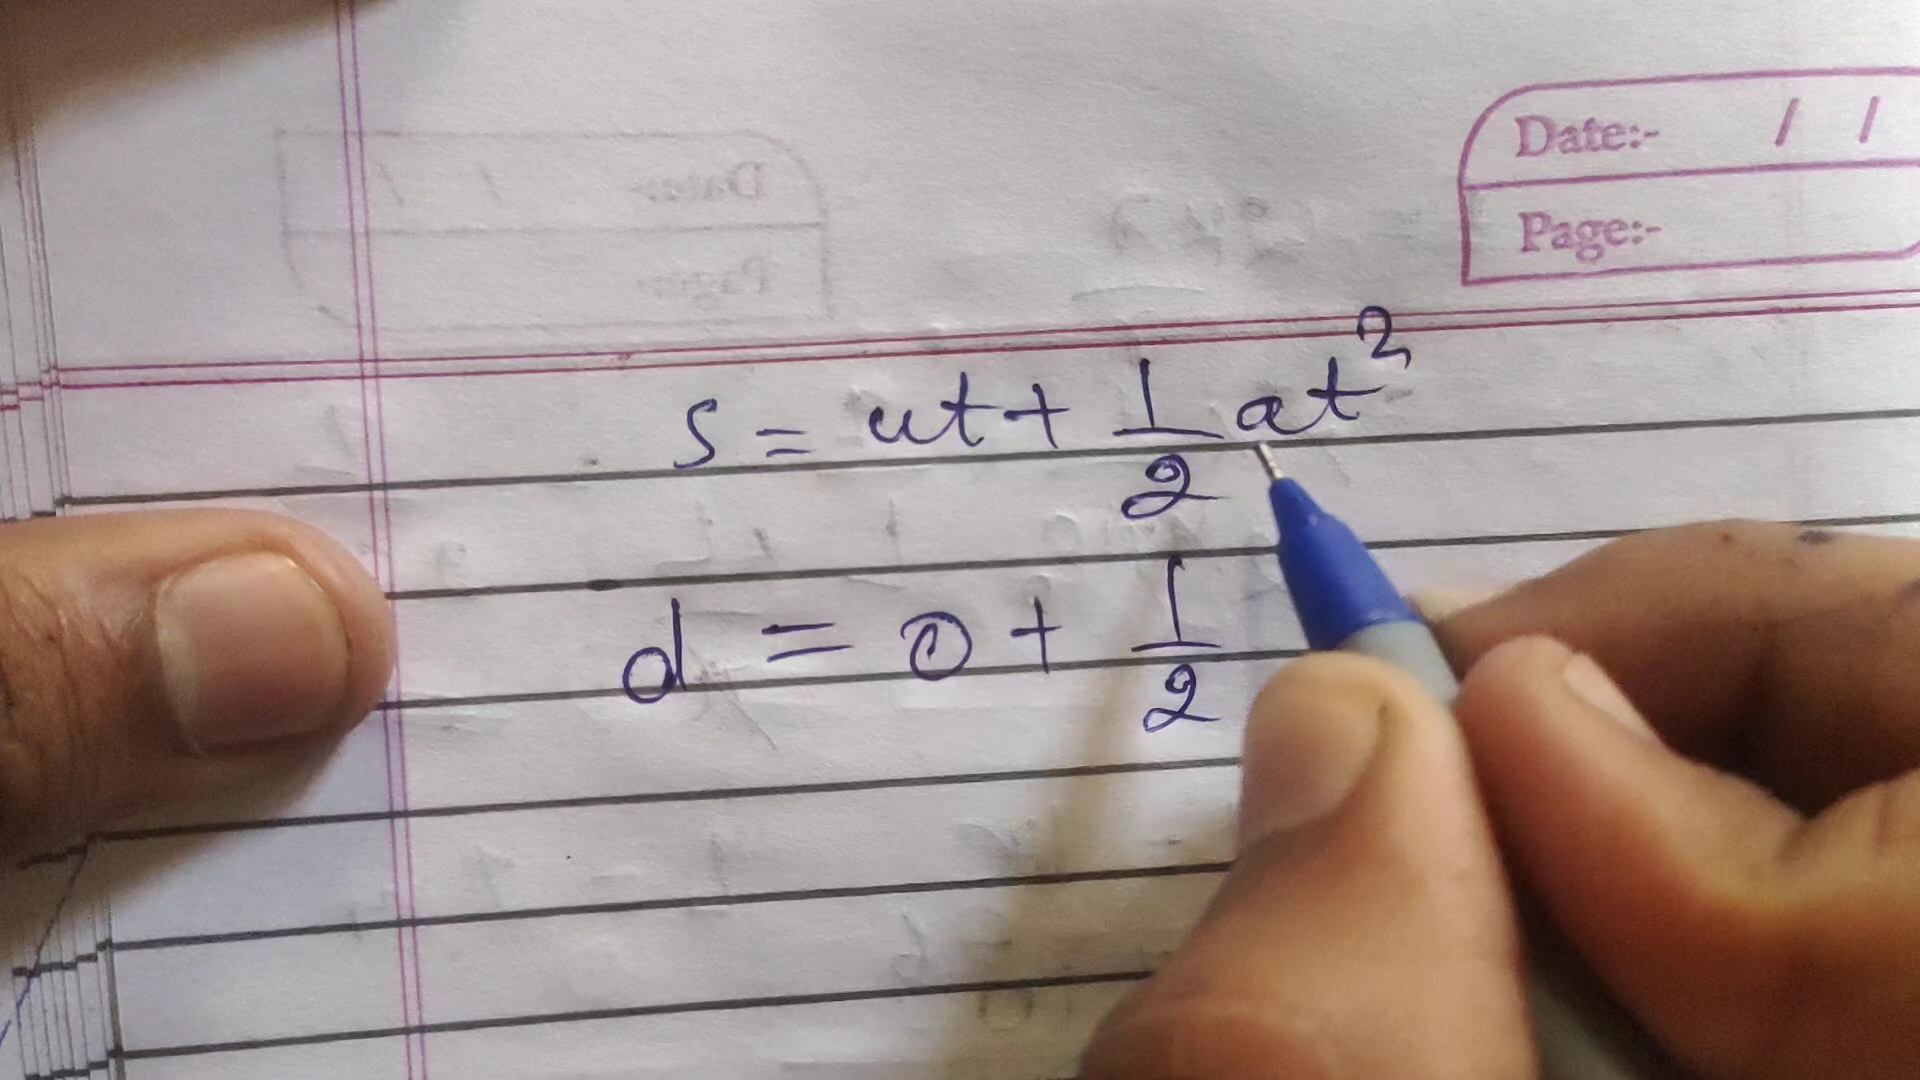 Date:- / /
Page:-
s = ut + 1/2 at²
d = 0 + 1/2